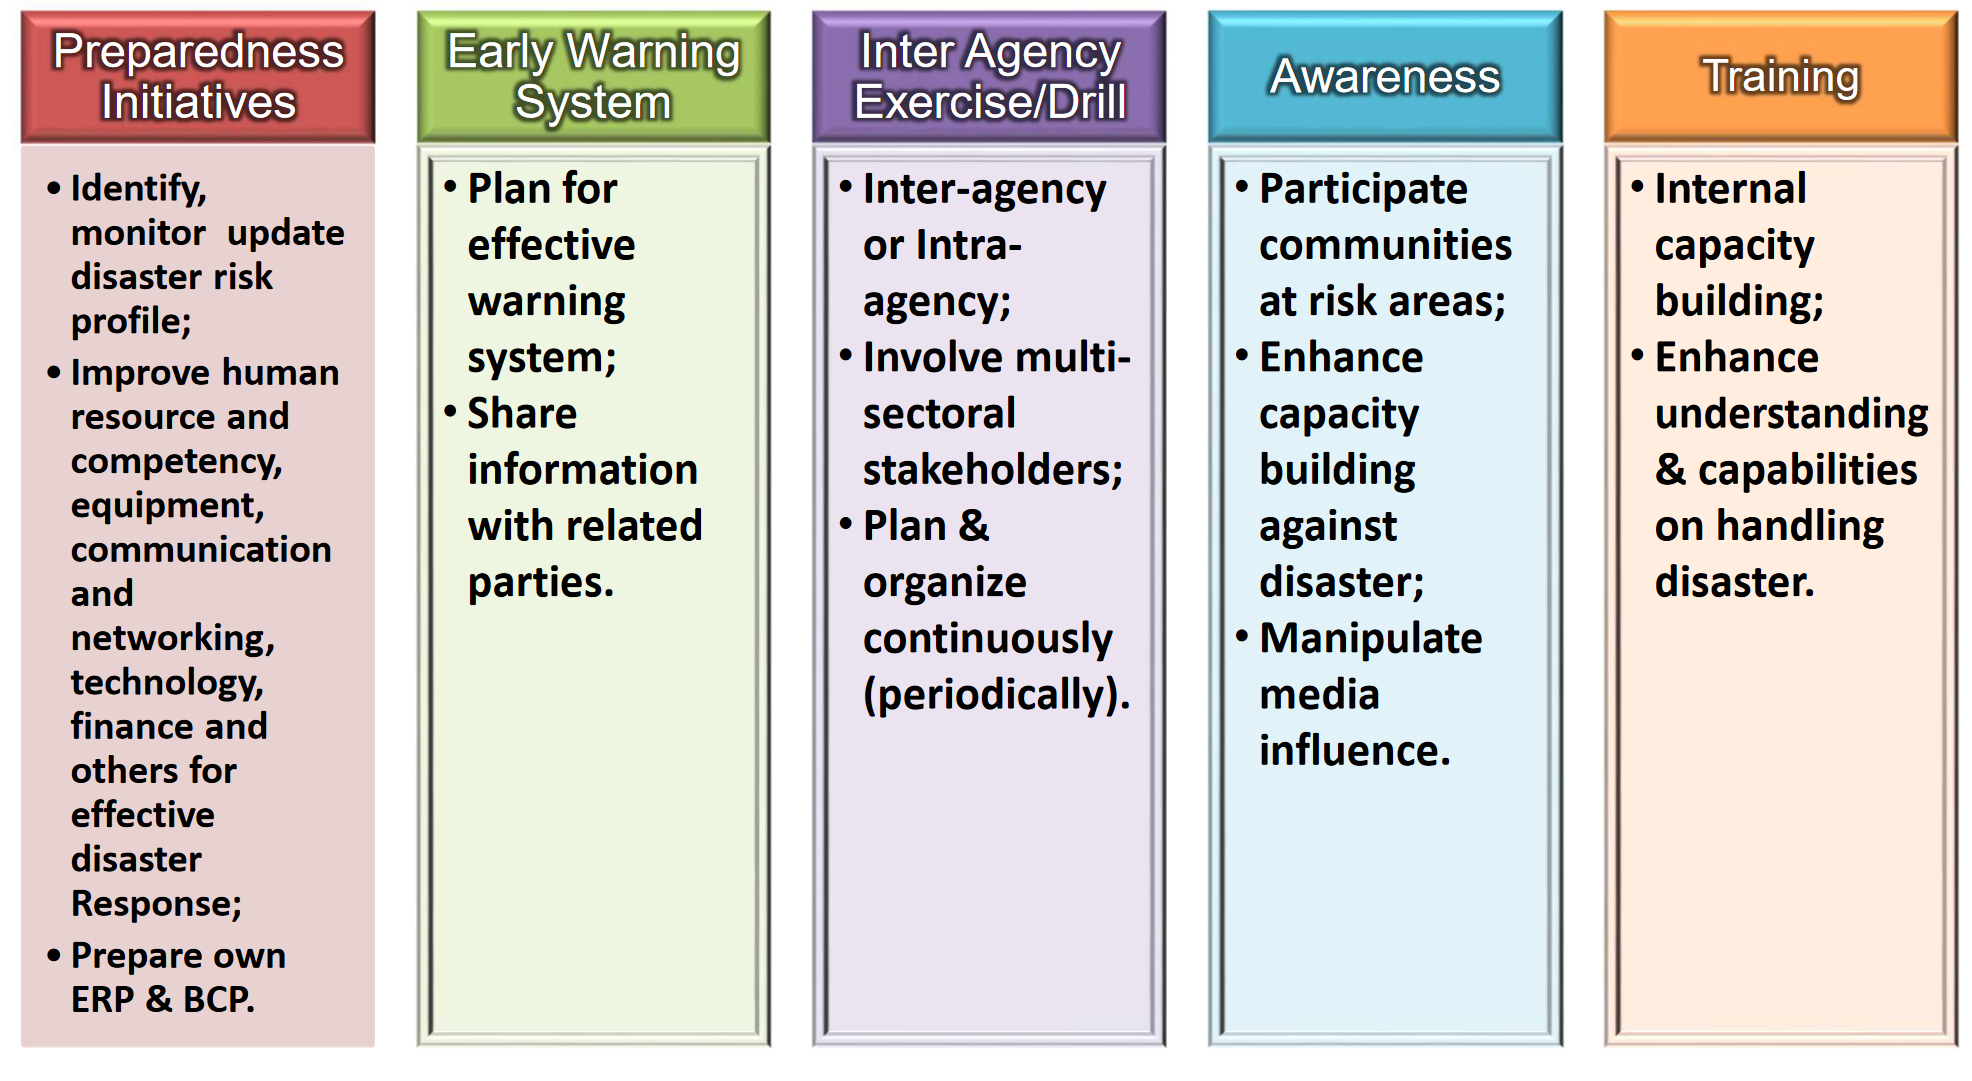 Preparedness
Initiatives
• Identify,
monitor  update
disaster risk
profile;
• Improve human
resource and
competency,
equipment,
communication
and
networking,
technology,
finance and
others for
effective
disaster
Response;
• Prepare own
ERP & BCP.
Early Warning
System
• Plan for
effective
warning
system;
• Share
information
with related
parties.
Inter Agency
Exercise/Drill
• Inter-agency
or Intra-
agency;
• Involve multi-
sectoral
stakeholders;
• Plan &
organize
continuously
(periodically).
Awareness
• Participate
communities
at risk areas;
• Enhance
capacity
building
against
disaster;
• Manipulate
media
influence.
Training
• Internal
capacity
building;
• Enhance
understanding
& capabilities
on handling
disaster.